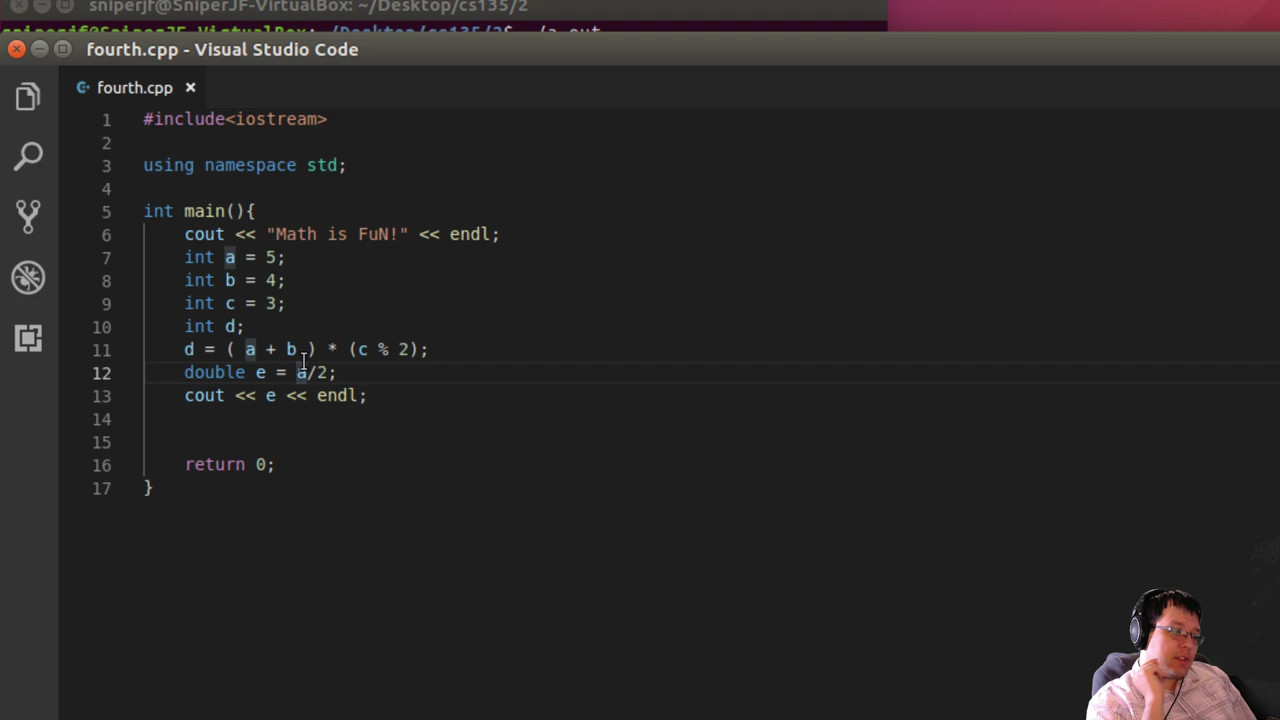 sniperjf@SniperJF-VirtualBox: ~/Desktop/cs135/2
fourth.cpp - Visual Studio Code
fourth.cpp
1 #include<iostream>
2
3 using namespace std;
4
5 int main(){
6 cout << "Math is FuN!" << endl;
7 int a = 5;
8 int b = 4;
9 int c = 3;
10 int d;
11 d = ( a + b ) * (c % 2);
12 double e = a/2;
13 cout << e << endl;
14
15
16 return 0;
17 }